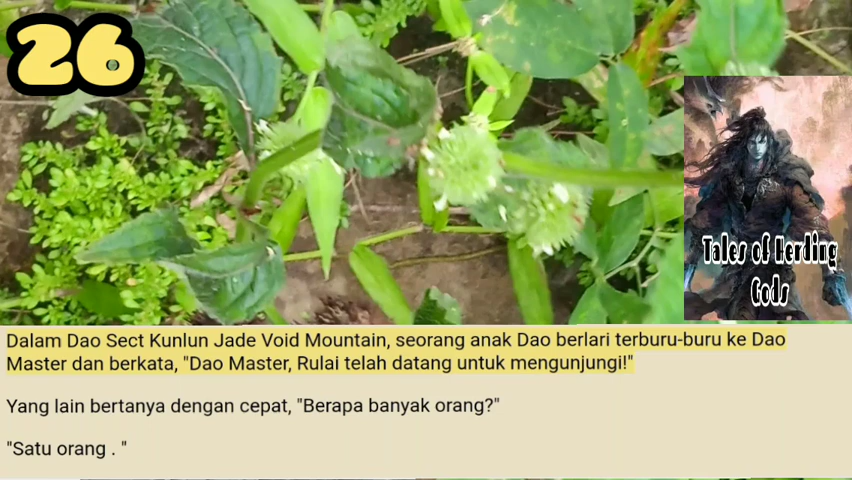 26
Tales of Herding
Gods
Dalam Dao Sect Kunlun Jade Void Mountain, seorang anak Dao berlari terburu-buru ke Dao
Master dan berkata, "Dao Master, Rulai telah datang untuk mengunjungi!"
Yang lain bertanya dengan cepat, "Berapa banyak orang?"
"Satu orang . "